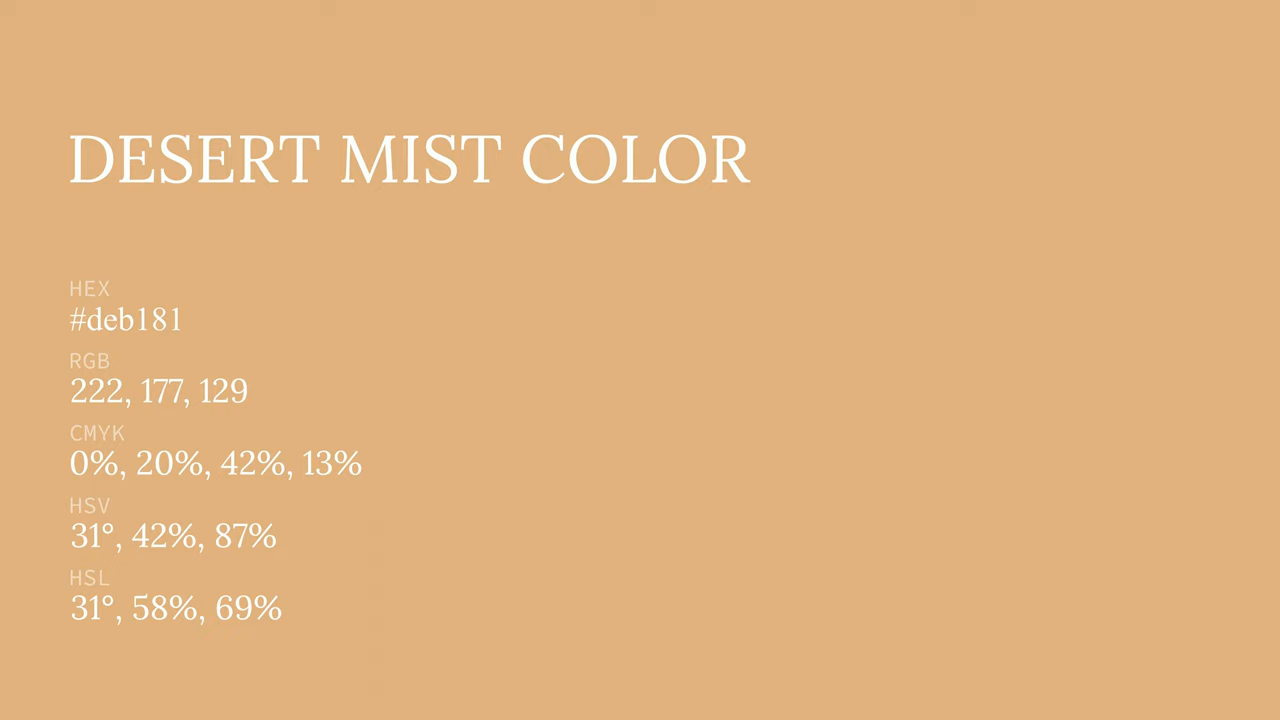 DESERT MIST COLOR
HEX
#deb181
RGB
222, 177, 129
CMYK
0%, 20%, 42%, 13%
HSV
31°, 42%, 87%
HSL
31°, 58%, 69%